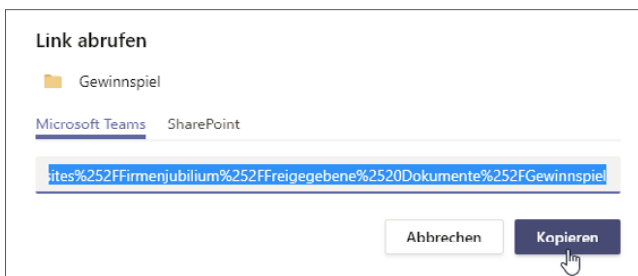 Link abrufen
Gewinnspiel
Microsoft Teams SharePoint
sites%252FFirmenjubilium%252FFreigegebene%2520Dokumente%252FGewinnspiel
Abbrechen Kopieren